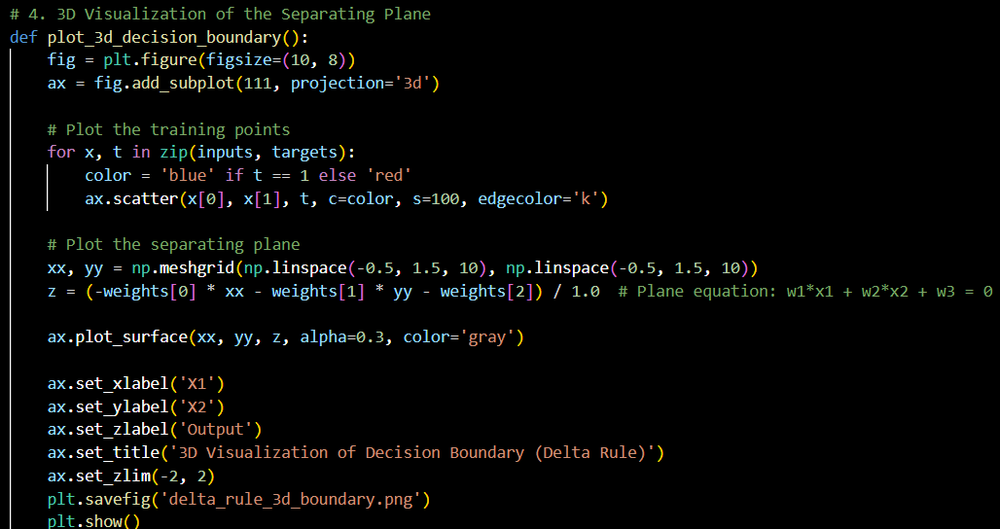 # 4. 3D Visualization of the Separating Plane
def plot_3d_decision_boundary():
    fig = plt.figure(figsize=(10, 8))
    ax = fig.add_subplot(111, projection='3d')

    # Plot the training points
    for x, t in zip(inputs, targets):
        color = 'blue' if t == 1 else 'red'
        ax.scatter(x[0], x[1], t, c=color, s=100, edgecolor='k')

    # Plot the separating plane
    xx, yy = np.meshgrid(np.linspace(-0.5, 1.5, 10), np.linspace(-0.5, 1.5, 10))
    z = (-weights[0] * xx - weights[1] * yy - weights[2]) / 1.0  # Plane equation: w1*x1 + w2*x2 + w3 = 0

    ax.plot_surface(xx, yy, z, alpha=0.3, color='gray')

    ax.set_xlabel('X1')
    ax.set_ylabel('X2')
    ax.set_zlabel('Output')
    ax.set_title('3D Visualization of Decision Boundary (Delta Rule)')
    ax.set_zlim(-2, 2)
    plt.savefig('delta_rule_3d_boundary.png')
    plt.show()